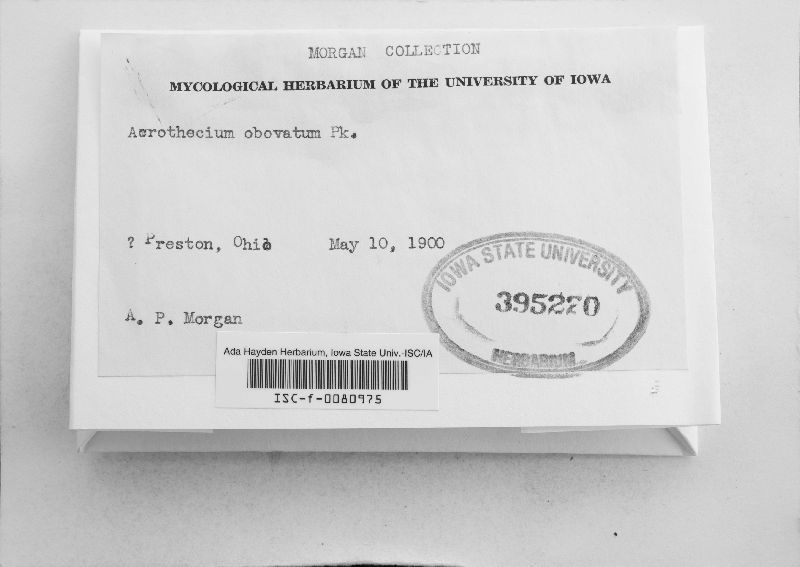 MORGAN COLLECTION
MYCOLOGICAL HERBARIUM OF THE UNIVERSITY OF IOWA
Acrothecium obovatum Pk.
? Preston, Ohio May 10, 1900
A. P. Morgan
IOWA STATE UNIVERSITY
395220
HERBARIUM
Ada Hayden Herbarium, Iowa State Univ.-ISC/IA
ISC-f-0080975